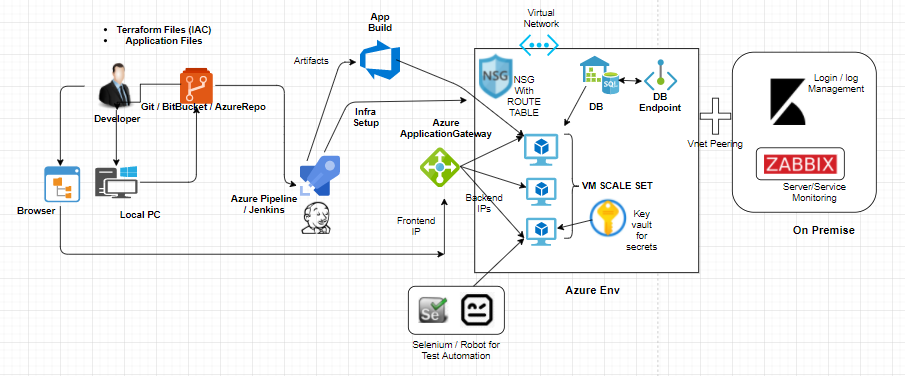 Terraform Files (IAC)
Application Files
Developer
Git / BitBucket / AzureRepo
Browser
Local PC
Azure Pipeline
/ Jenkins
Artifacts
App
Build
Infra
Setup
Azure
ApplicationGateway
Frontend
IP
Backend
IPs
Virtual
Network
NSG
NSG
With
ROUTE
TABLE
SQL
DB
DB
Endpoint
VM SCALE SET
Key
vault
for
secrets
Azure Env
Se
Selenium / Robot for
Test Automation
Vnet Peering
Login / log
Management
ZABBIX
Server/Service
Monitoring
On Premise